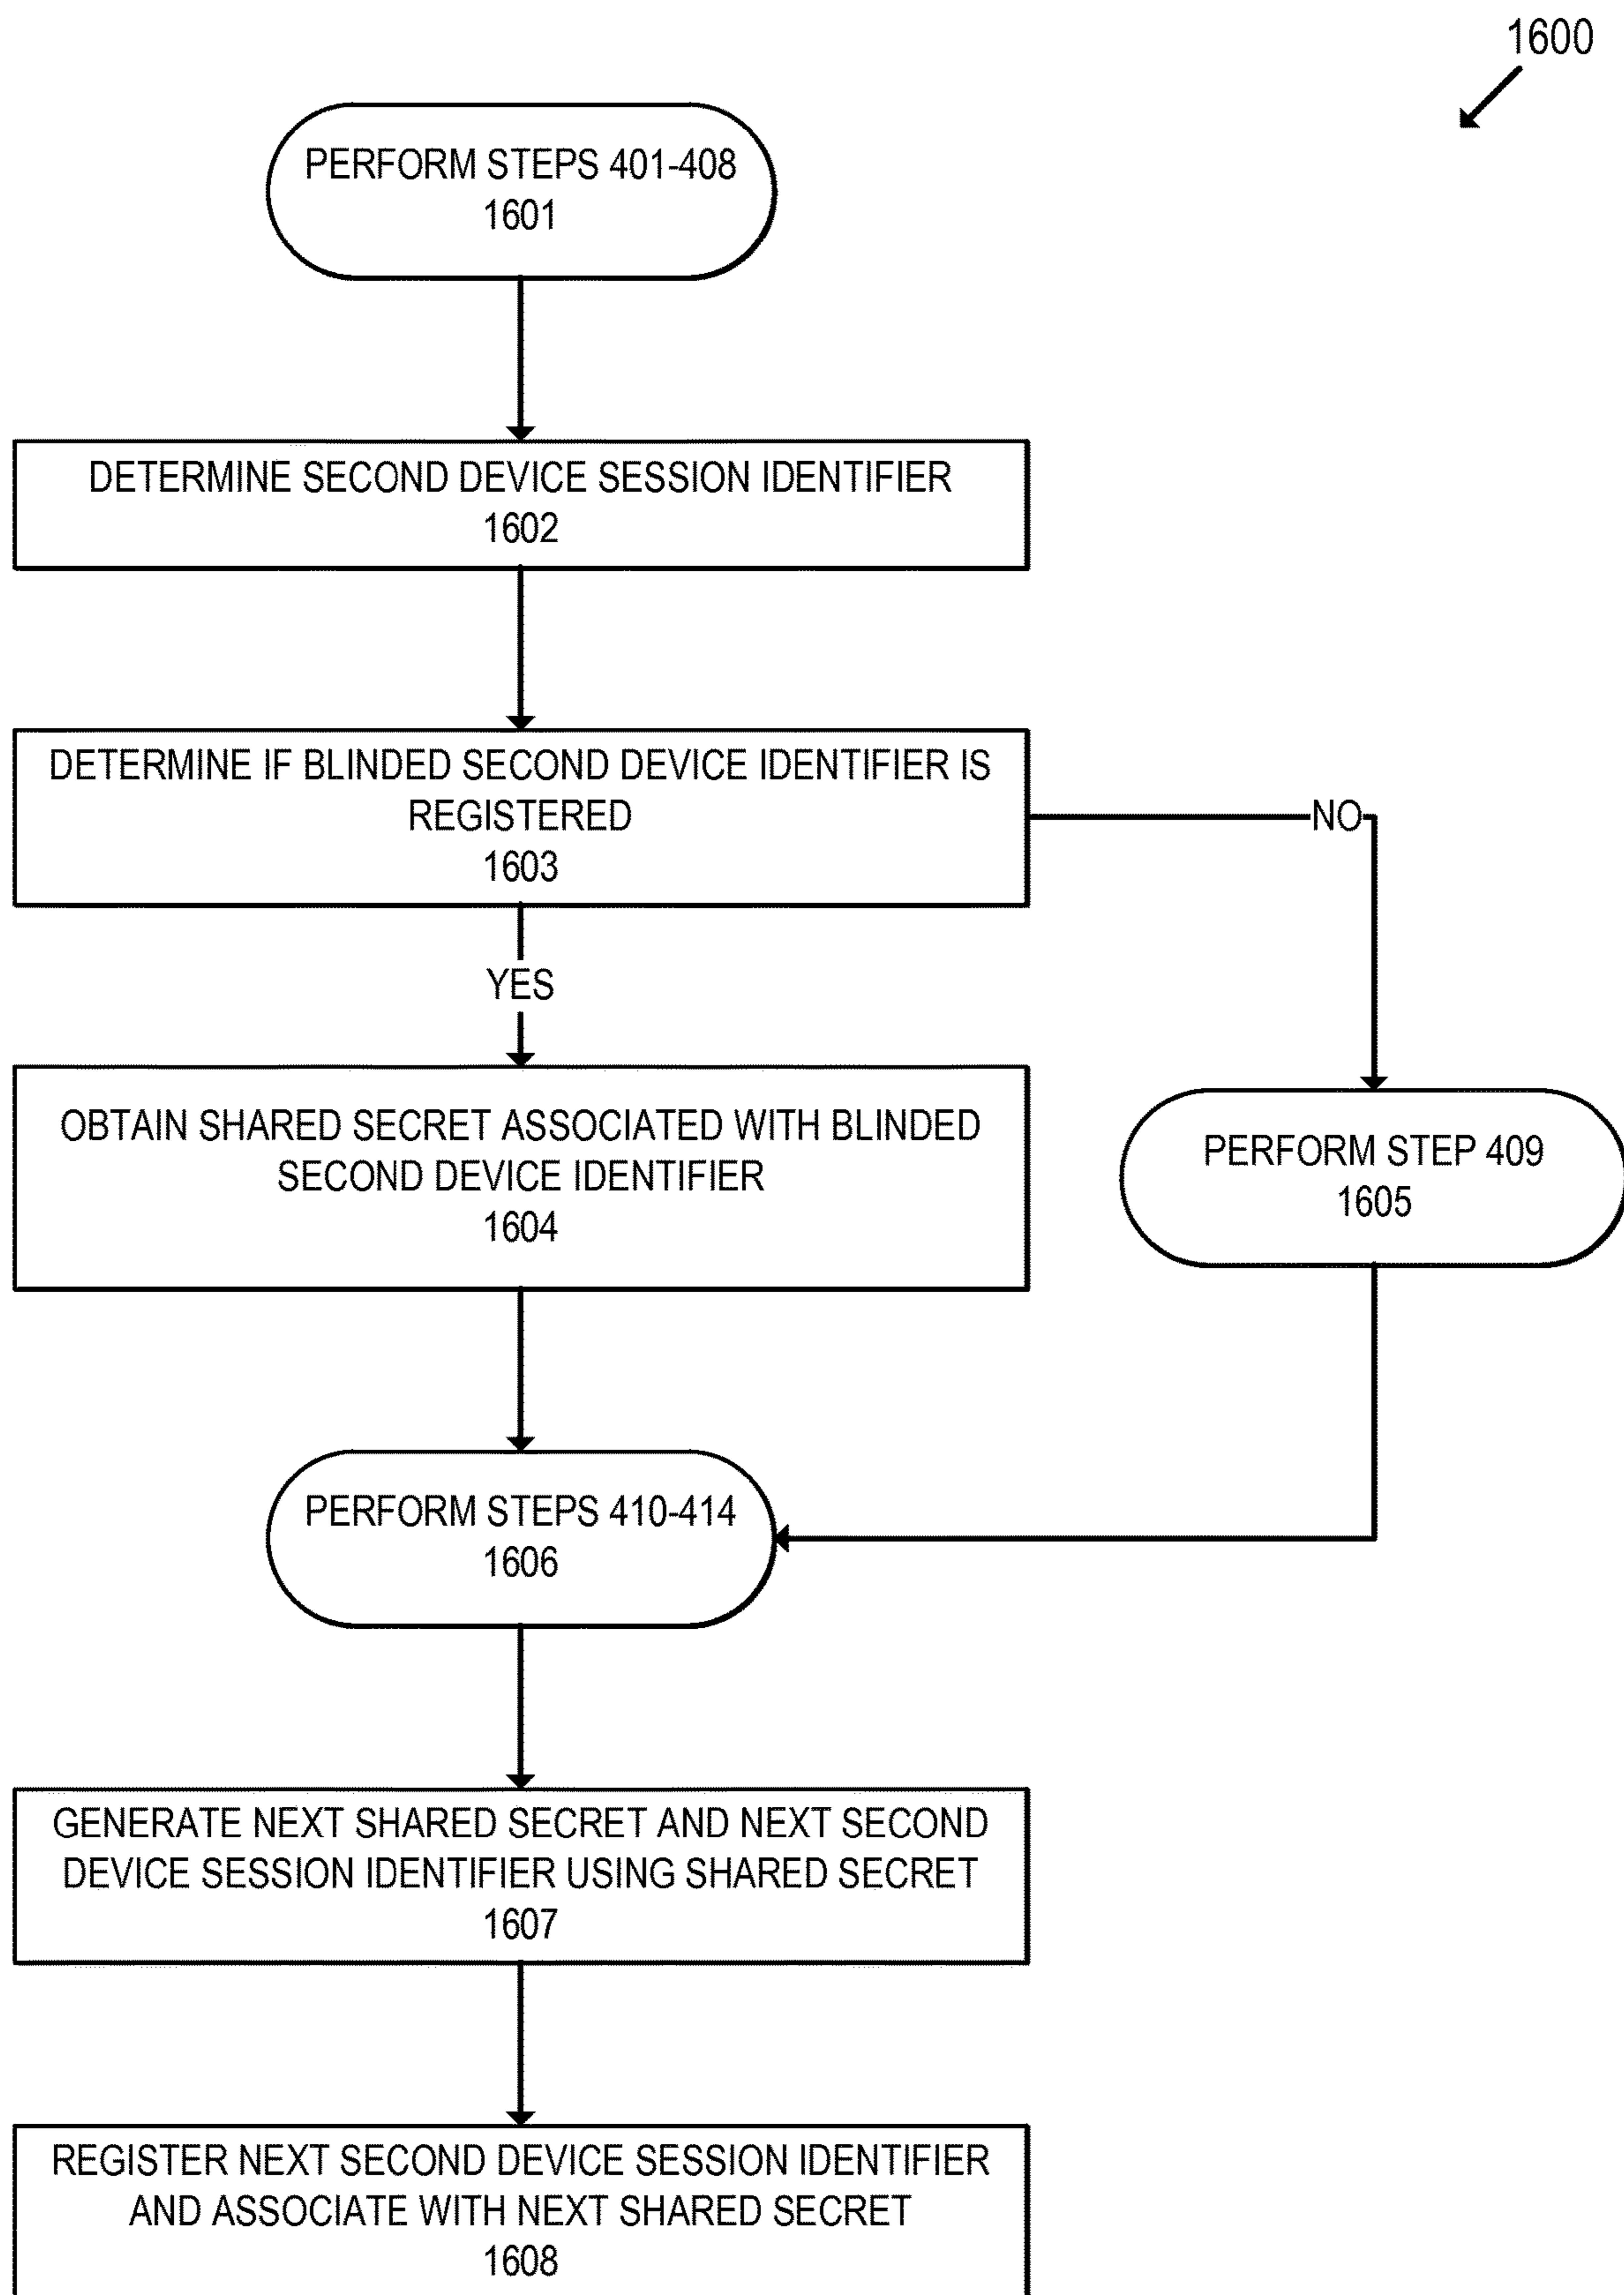 1600
PERFORM STEPS 401-408
1601
DETERMINE SECOND DEVICE SESSION IDENTIFIER
1602
DETERMINE IF BLINDED SECOND DEVICE IDENTIFIER IS
REGISTERED
1603
NO
YES
OBTAIN SHARED SECRET ASSOCIATED WITH BLINDED
SECOND DEVICE IDENTIFIER
1604
PERFORM STEP 409
1605
PERFORM STEPS 410-414
1606
GENERATE NEXT SHARED SECRET AND NEXT SECOND
DEVICE SESSION IDENTIFIER USING SHARED SECRET
1607
REGISTER NEXT SECOND DEVICE SESSION IDENTIFIER
AND ASSOCIATE WITH NEXT SHARED SECRET
1608